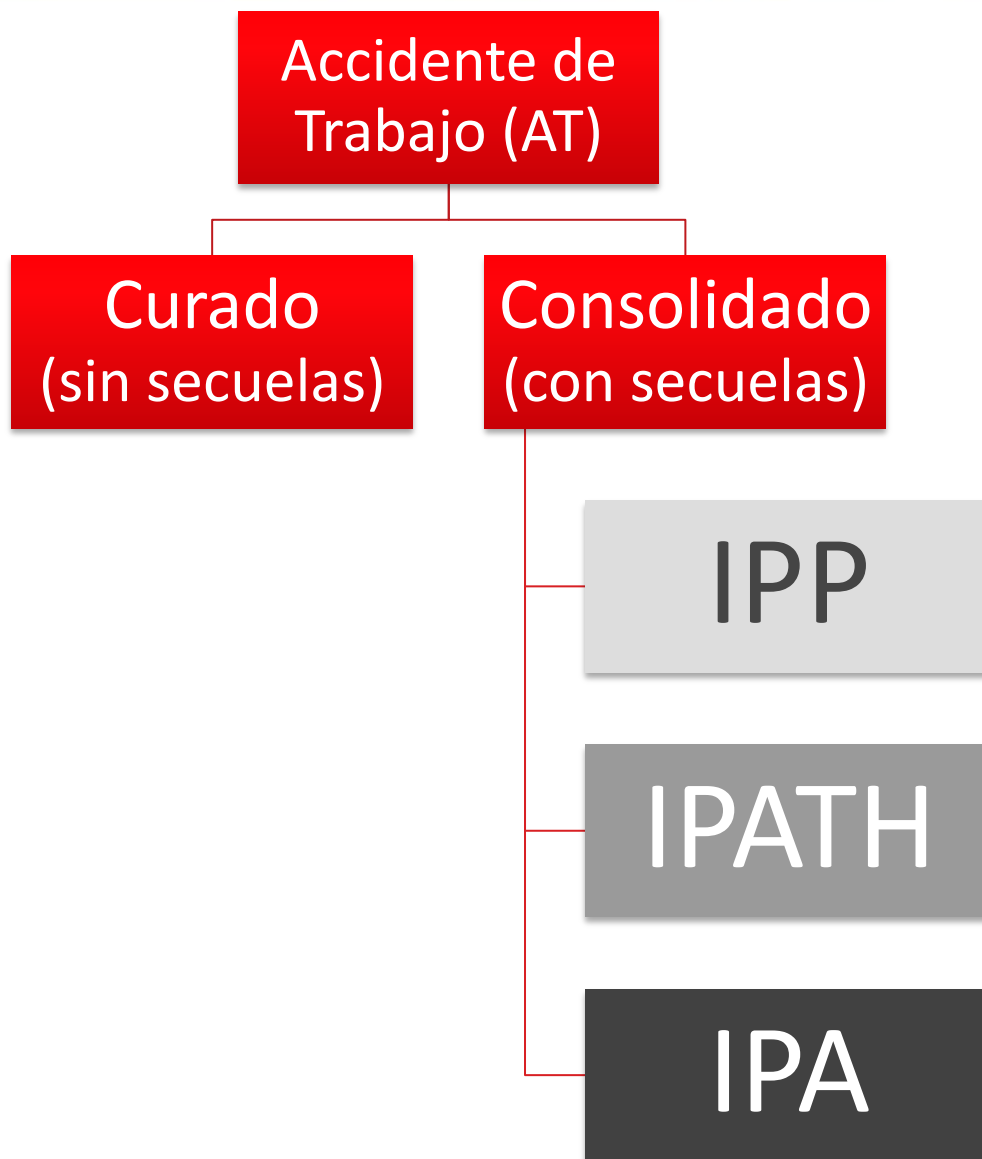 Accidente de
Trabajo (AT)
Curado
(sin secuelas)
Consolidado
(con secuelas)
IPP
IPATH
IPA